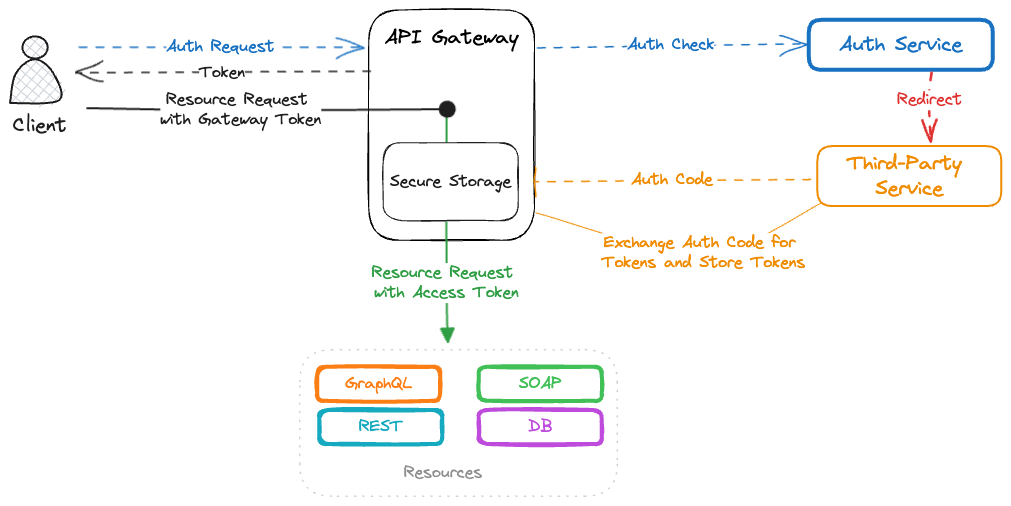 API Gateway
Auth Request
Auth Check
Auth Service
Token
Redirect
Resource Request
with Gateway Token
Client
Third-Party
Service
Secure Storage
Auth Code
Exchange Auth Code for
Tokens and Store Tokens
Resource Request
with Access Token
GraphQL
SOAP
REST
DB
Resources